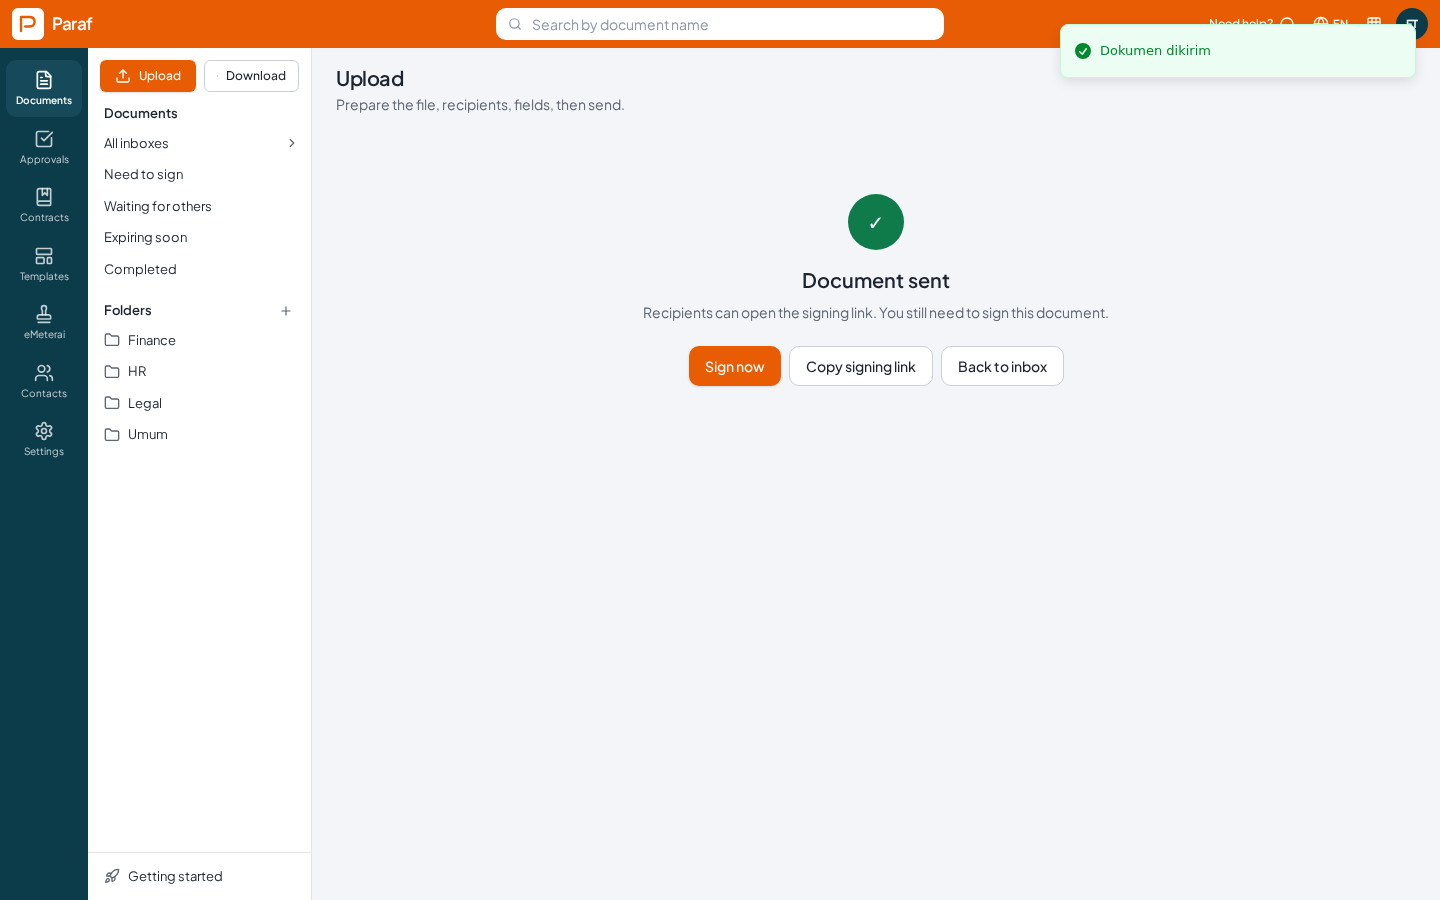 Paraf
Search by document name
Need help?
EN
Dokumen dikirim
Documents
Approvals
Contracts
Templates
eMeterai
Contacts
Settings
Upload
Download
Documents
All inboxes
Need to sign
Waiting for others
Expiring soon
Completed
Folders
Finance
HR
Legal
Umum
Getting started
Upload
Prepare the file, recipients, fields, then send.
Document sent
Recipients can open the signing link. You still need to sign this document.
Sign now
Copy signing link
Back to inbox